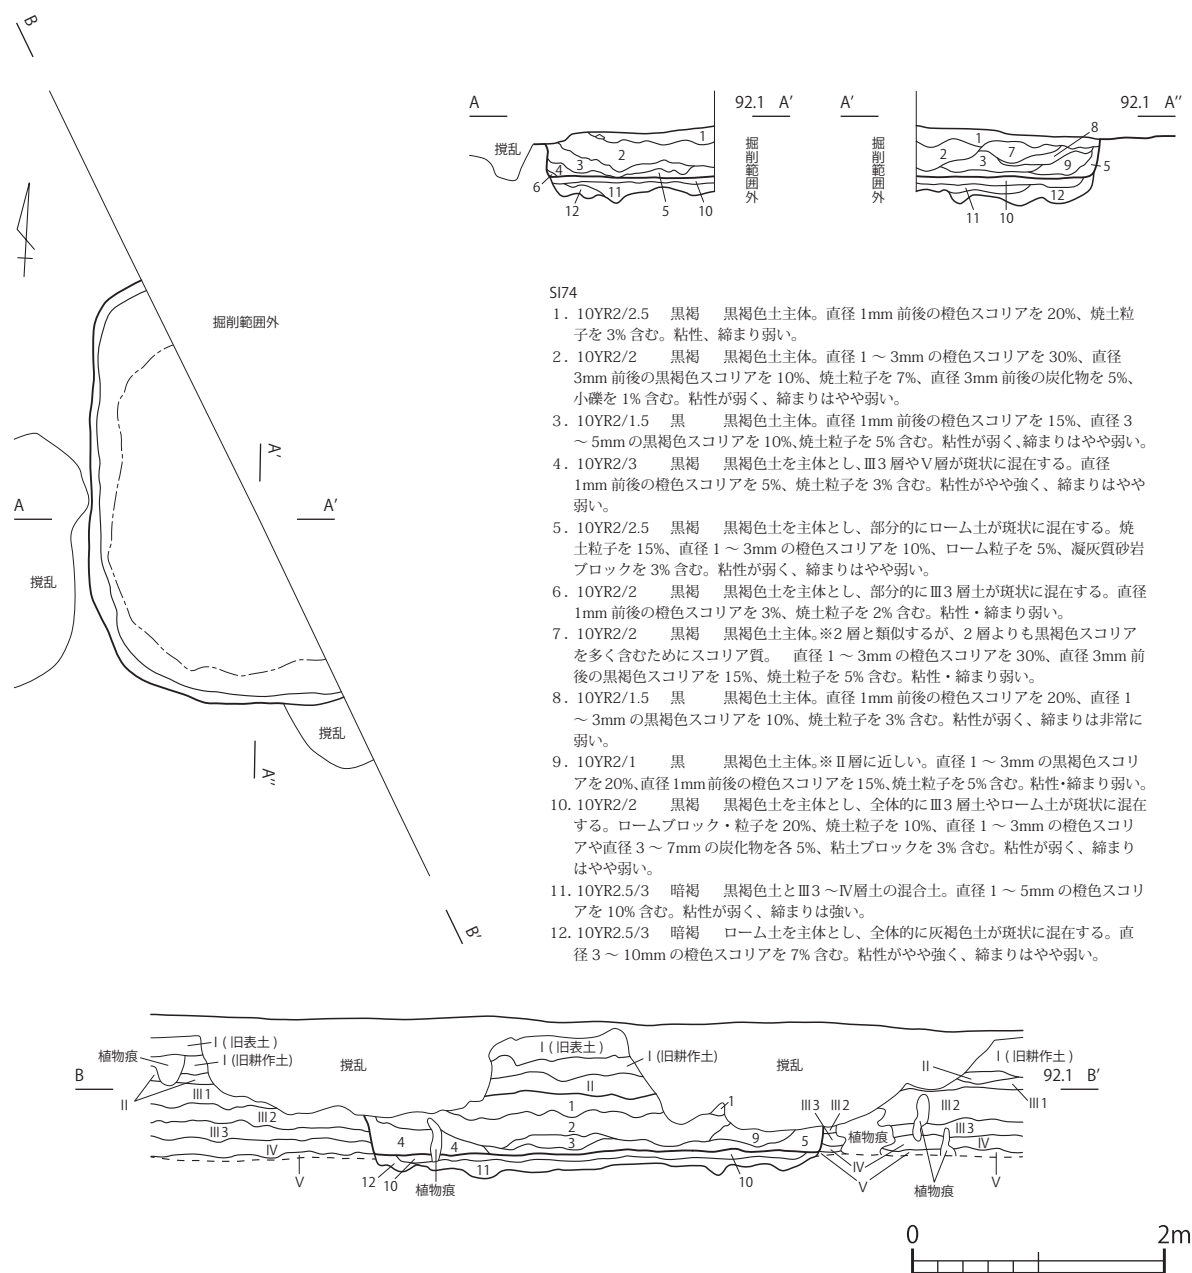 B
A 92.1 A′ A′ 92.1 A″
撹乱
掘削範囲外
掘削範囲外
1
2
3
4
6
11
12
5
10
1
8
2
3
7
9
5
12
11
10
掘削範囲外
A′
A A′
撹乱
撹乱
A″
B′
SI74
1. 10YR2/2.5 黒褐 黒褐色土主体。直径 1mm 前後の橙色スコリアを 20%、焼土粒
子を 3% 含む。粘性、締まり弱い。
2. 10YR2/2 黒褐 黒褐色土主体。直径 1 ~ 3mm の橙色スコリアを 30%、直径
3mm 前後の黒褐色スコリアを 10%、焼土粒子を 7%、直径 3mm 前後の炭化物を 5%、
小礫を 1% 含む。粘性が弱く、締まりはやや弱い。
3. 10YR2/1.5 黒 黒褐色土主体。直径 1mm 前後の橙色スコリアを 15%、直径 3
~ 5mm の黒褐色スコリアを 10%、焼土粒子を 5% 含む。粘性が弱く、締まりはやや弱い。
4. 10YR2/3 黒褐 黒褐色土を主体とし、Ⅲ3 層やⅤ層が斑状に混在する。直径
1mm 前後の橙色スコリアを 5%、焼土粒子を 3% 含む。粘性がやや強く、締まりはやや
弱い。
5. 10YR2/2.5 黒褐 黒褐色土を主体とし、部分的にローム土が斑状に混在する。焼
土粒子を 15%、直径 1 ~ 3mm の橙色スコリアを 10%、ローム粒子を 5%、凝灰質砂岩
ブロックを 3% 含む。粘性が弱く、締まりはやや弱い。
6. 10YR2/2 黒褐 黒褐色土を主体とし、部分的にⅢ3 層土が斑状に混在する。直径
1mm 前後の橙色スコリアを 3%、焼土粒子を 2% 含む。粘性・締まり弱い。
7. 10YR2/2 黒褐 黒褐色土主体。※2 層と類似するが、2 層よりも黒褐色スコリア
を多く含むためにスコリア質。 直径 1 ~ 3mm の橙色スコリアを 30%、直径 3mm 前
後の黒褐色スコリアを 15%、焼土粒子を 5% 含む。粘性・締まり弱い。
8. 10YR2/1.5 黒 黒褐色土主体。直径 1mm 前後の橙色スコリアを 20%、直径 1
~ 3mm の黒褐色スコリアを 10%、焼土粒子を 3% 含む。粘性が弱く、締まりは非常に
弱い。
9. 10YR2/1 黒 黒褐色土主体。※Ⅱ層に近しい。直径 1 ~ 3mm の黒褐色スコリ
アを20%、直径1mm前後の橙色スコリアを15%、焼土粒子を5%含む。粘性・締まり弱い。
10. 10YR2/2 黒褐 黒褐色土を主体とし、全体的にⅢ3 層土やローム土が斑状に混在
する。ロームブロック・粒子を 20%、焼土粒子を 10%、直径 1 ~ 3mm の橙色スコリ
アや直径 3 ~ 7mm の炭化物を各 5%、粘土ブロックを 3% 含む。粘性が弱く、締まり
はやや弱い。
11. 10YR2.5/3 暗褐 黒褐色土とⅢ3 ~Ⅳ層土の混合土。直径 1 ~ 5mm の橙色スコリ
アを 10% 含む。粘性が弱く、締まりは強い。
12. 10YR2.5/3 暗褐 ローム土を主体とし、全体的に灰褐色土が斑状に混在する。直
径 3 ~ 10mm の橙色スコリアを 7% 含む。粘性がやや強く、締まりはやや弱い。
Ⅰ(旧表土)
植物痕 Ⅰ(旧耕作土)
撹乱
Ⅰ(旧表土)
Ⅰ(旧耕作土)
撹乱
Ⅰ(旧耕作土)
B 92.1 B′
Ⅱ
Ⅲ1
Ⅱ
Ⅱ
Ⅲ1
Ⅲ2
Ⅲ3
Ⅳ
Ⅴ
1
1
2
3
4
4
9
5
Ⅲ3 Ⅲ2
植物痕
Ⅲ2
Ⅲ3
Ⅳ
Ⅳ
Ⅴ
Ⅴ
12 10 植物痕
11
10
植物痕
0 2m